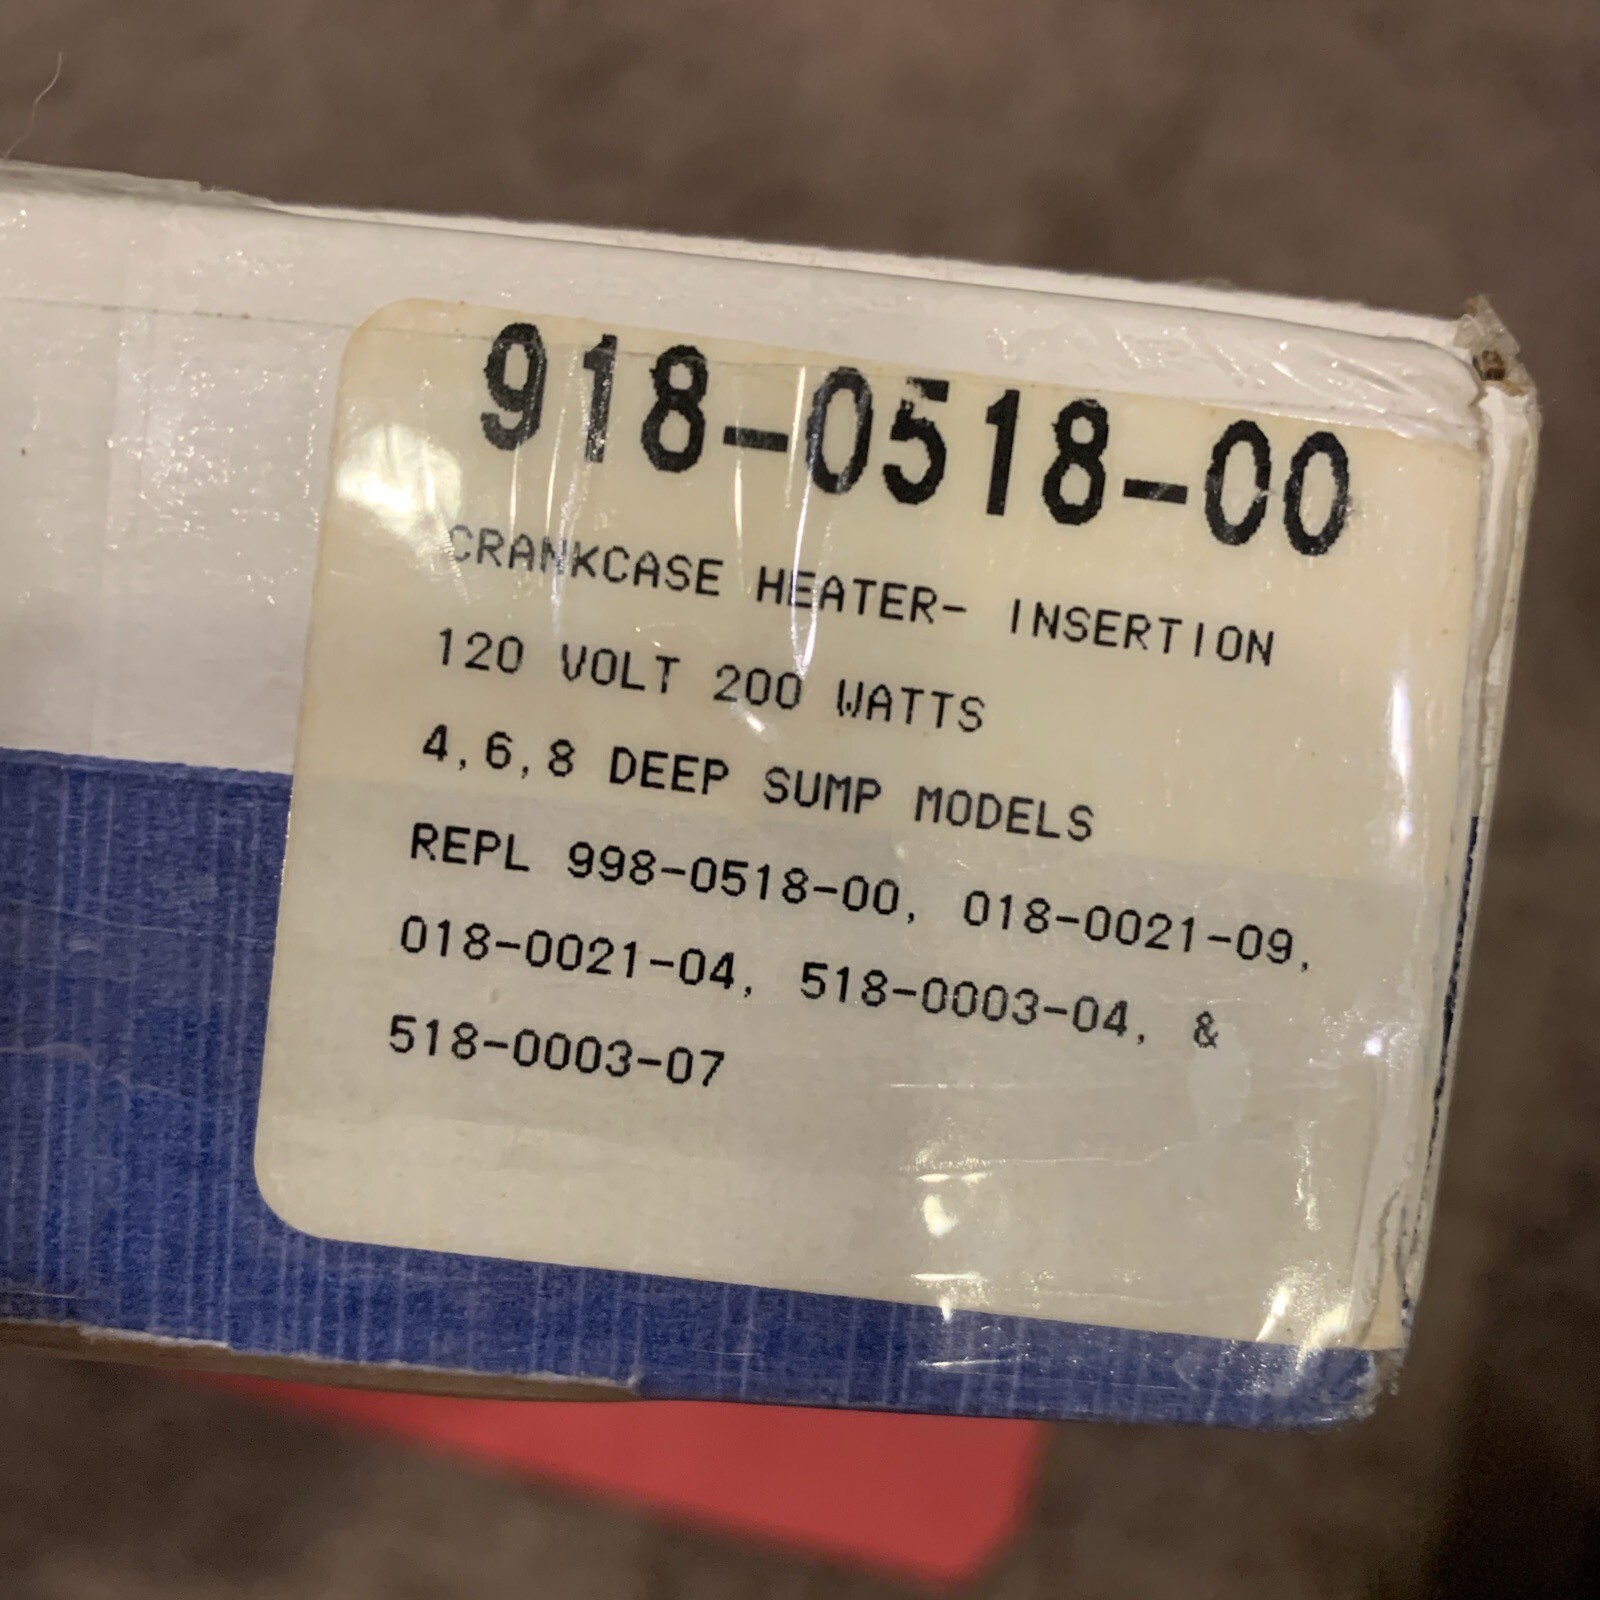 918-0518-00
CRANKCASE HEATER- INSERTION
120 VOLT 200 WATTS
4,6,8 DEEP SUMP MODELS
REPL 998-0518-00, 018-0021-09,
018-0021-04, 518-0003-04, &
518-0003-07